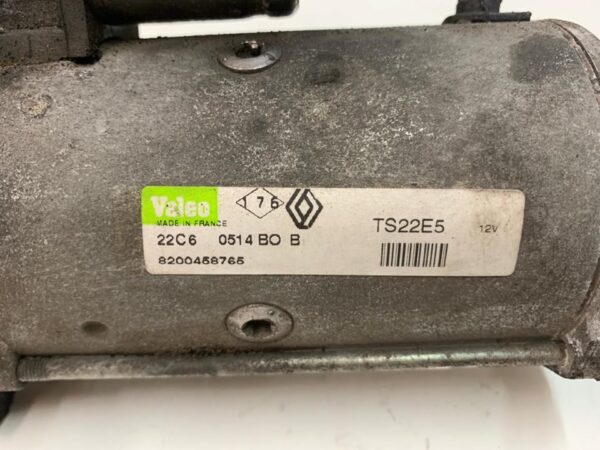 Valeo 176 TS22E5 12V
MADE IN FRANCE
22C6 0514 BO B
8200458765